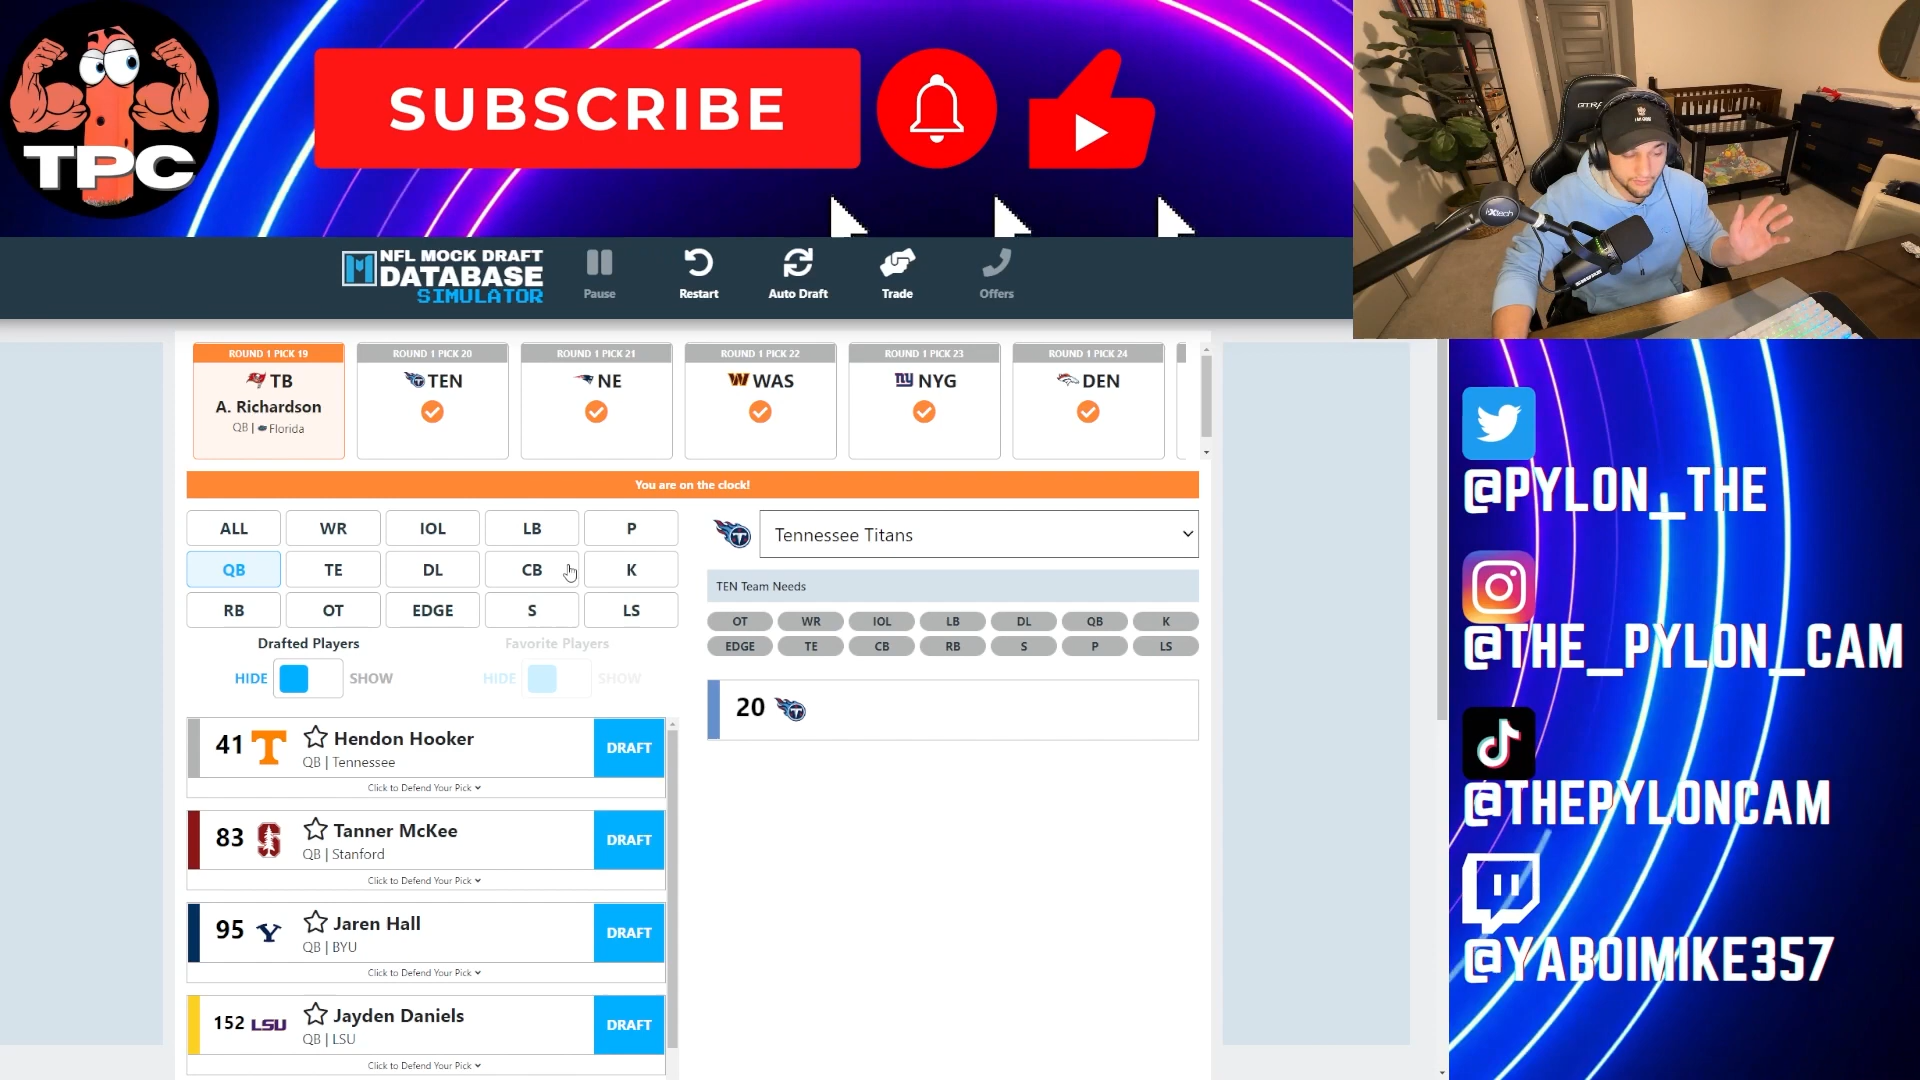 TPC
SUBSCRIBE
NFL MOCK DRAFT
DATABASE
SIMULATOR
Pause
Restart
Auto Draft
Trade
Offers
ROUND 1 PICK 19
TB
A. Richardson
QB | Florida
ROUND 1 PICK 20
TEN
ROUND 1 PICK 21
NE
ROUND 1 PICK 22
WAS
ROUND 1 PICK 23
NYG
ROUND 1 PICK 24
DEN
You are on the clock!
ALL WR IOL LB P
QB TE DL CB K
RB OT EDGE S LS
Drafted Players
HIDE SHOW
Favorite Players
HIDE SHOW
Tennessee Titans
TEN Team Needs
OT WR IOL LB DL QB K
EDGE TE CB RB S P LS
20
41 T Hendon Hooker
QB | Tennessee
DRAFT
Click to Defend Your Pick
83 S Tanner McKee
QB | Stanford
DRAFT
Click to Defend Your Pick
95 Y Jaren Hall
QB | BYU
DRAFT
Click to Defend Your Pick
152 LSU Jayden Daniels
QB | LSU
DRAFT
Click to Defend Your Pick
@PYLON_THE
@THE_PYLON_CAM
@THEPYLONCAM
@YABOIMIKE357